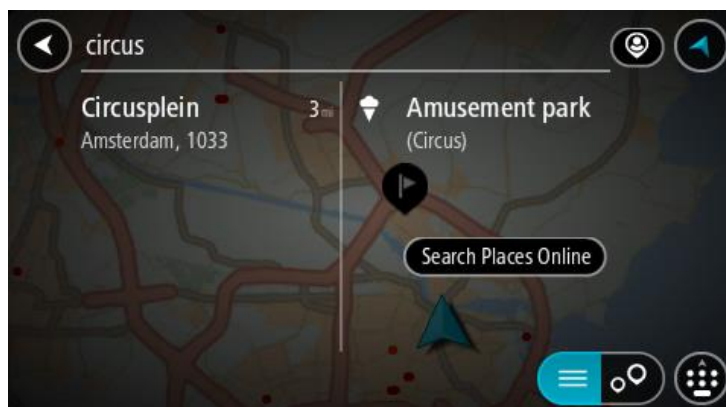 circus
Circusplein 3 mi
Amsterdam, 1033
Amusement park
(Circus)
Search Places Online